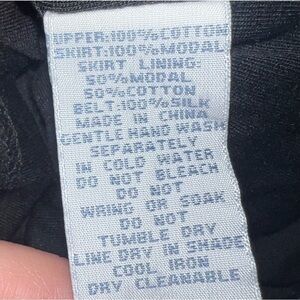 UPPER:100%COTTON
SKIRT:100%MODAL
SKIRT LINING:
50%MODAL
50%COTTON
BELT:100%SILK
MADE IN CHINA
GENTLE HAND WASH
SEPARATELY
IN COLD WATER
DO NOT BLEACH
DO NOT
WRING OR SOAK
DO NOT
TUMBLE DRY
LINE DRY IN SHADE
COOL IRON
DRY CLEANABLE